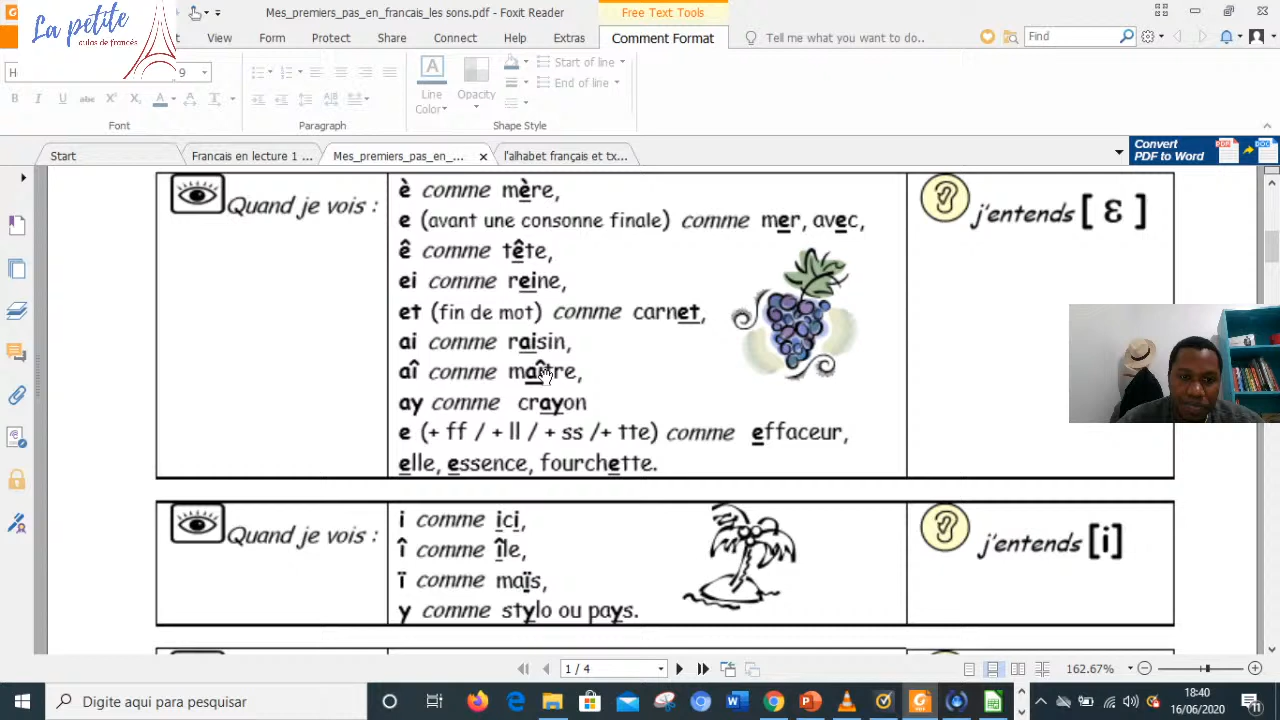 La petite
aulas de francés
Mes_premiers_pas_en_francais_les sons.pdf - Foxit Reader
Free Text Tools
View Form Protect Share Connect Help Extras Comment Format
Tell me what you want to do..
Find
H 9
Start of line
End of line
Line
Color
Opacity
Font Paragraph Shape Style
Start
Francais en lecture 1 ...
Mes_premiers_pas_en_...
l'alhabet français et tx...
Convert
PDF to Word
Quand je vois :
è comme mère,
e (avant une consonne finale) comme mer, avec,
ê comme tête,
ei comme reine,
et (fin de mot) comme carnet,
ai comme raisin,
aî comme maître,
ay comme crayon
e (+ ff / + ll / + ss /+ tte) comme effaceur,
elle, essence, fourchette.
j'entends [ ɛ ]
Quand je vois :
i comme ici,
î comme île,
ï comme maïs,
y comme stylo ou pays.
j'entends [i]
1 / 4
162.67%
Digite aqui para pesquisar
18:40
16/06/2020